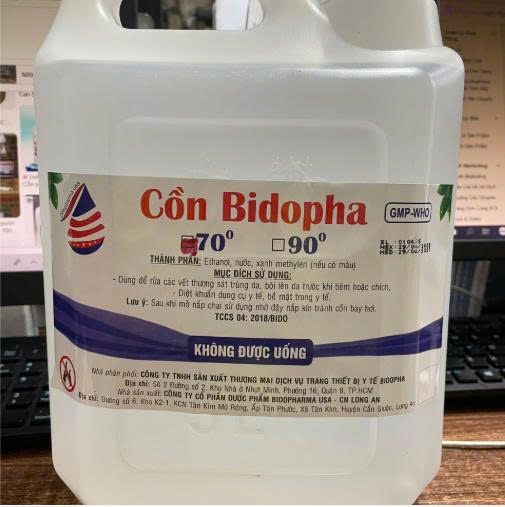 Cồn Bidopha
GMP-WHO
70⁰ 90⁰
THÀNH PHẦN: Ethanol, nước, xanh methylen (nếu có màu)
MỤC ĐÍCH SỬ DỤNG:
- Dùng để rửa các vết thương sát trùng da, bôi lên da trước khi tiêm hoặc chích.
- Diệt khuẩn dụng cụ y tế, bề mặt trong y tế.
Lưu ý: Sau khi mở nắp chai sử dụng nhớ đậy nắp kín tránh cồn bay hơi.
TCCS 04: 2018/BIDO
KHÔNG ĐƯỢC UỐNG
Nhà phân phối: CÔNG TY TNHH SẢN XUẤT THƯƠNG MẠI DỊCH VỤ TRANG THIẾT BỊ Y TẾ BIDOPHA
Địa chỉ: Số 2 Đường số 2, Khu Nhà ở Nhựt Minh, Phường 16, Quận 8, TP.HCM
Nhà sản xuất: CÔNG TY CỔ PHẦN DƯỢC PHẨM BIDOPHARMA USA - CN LONG AN
Địa chỉ: Đường số 6, Kho K2-1, KCN Tân Kim Mở Rộng, Ấp Tân Phước, Xã Tân Kim, Huyện Cần Giuộc, Long An